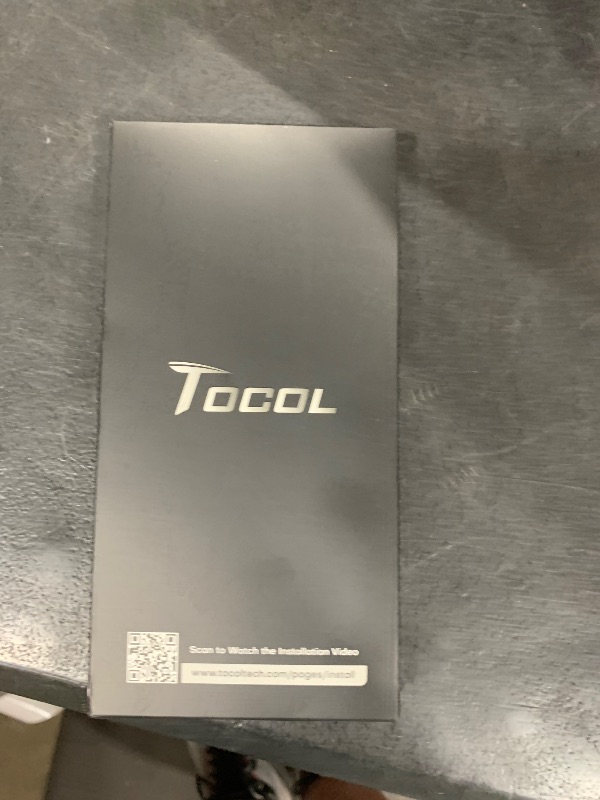 TOCOL
Scan to Watch the Installation Video
www.tocoltech.com/pages/install